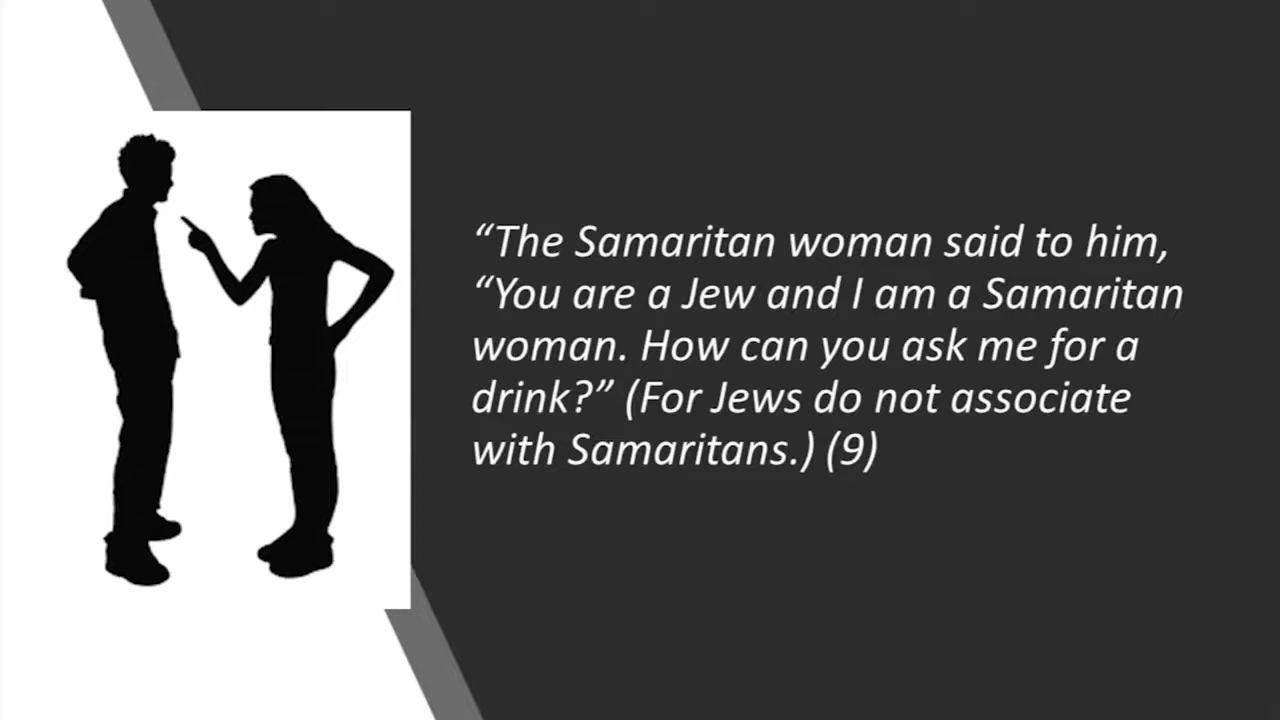 “The Samaritan woman said to him,
“You are a Jew and I am a Samaritan
woman. How can you ask me for a
drink?” (For Jews do not associate
with Samaritans.) (9)